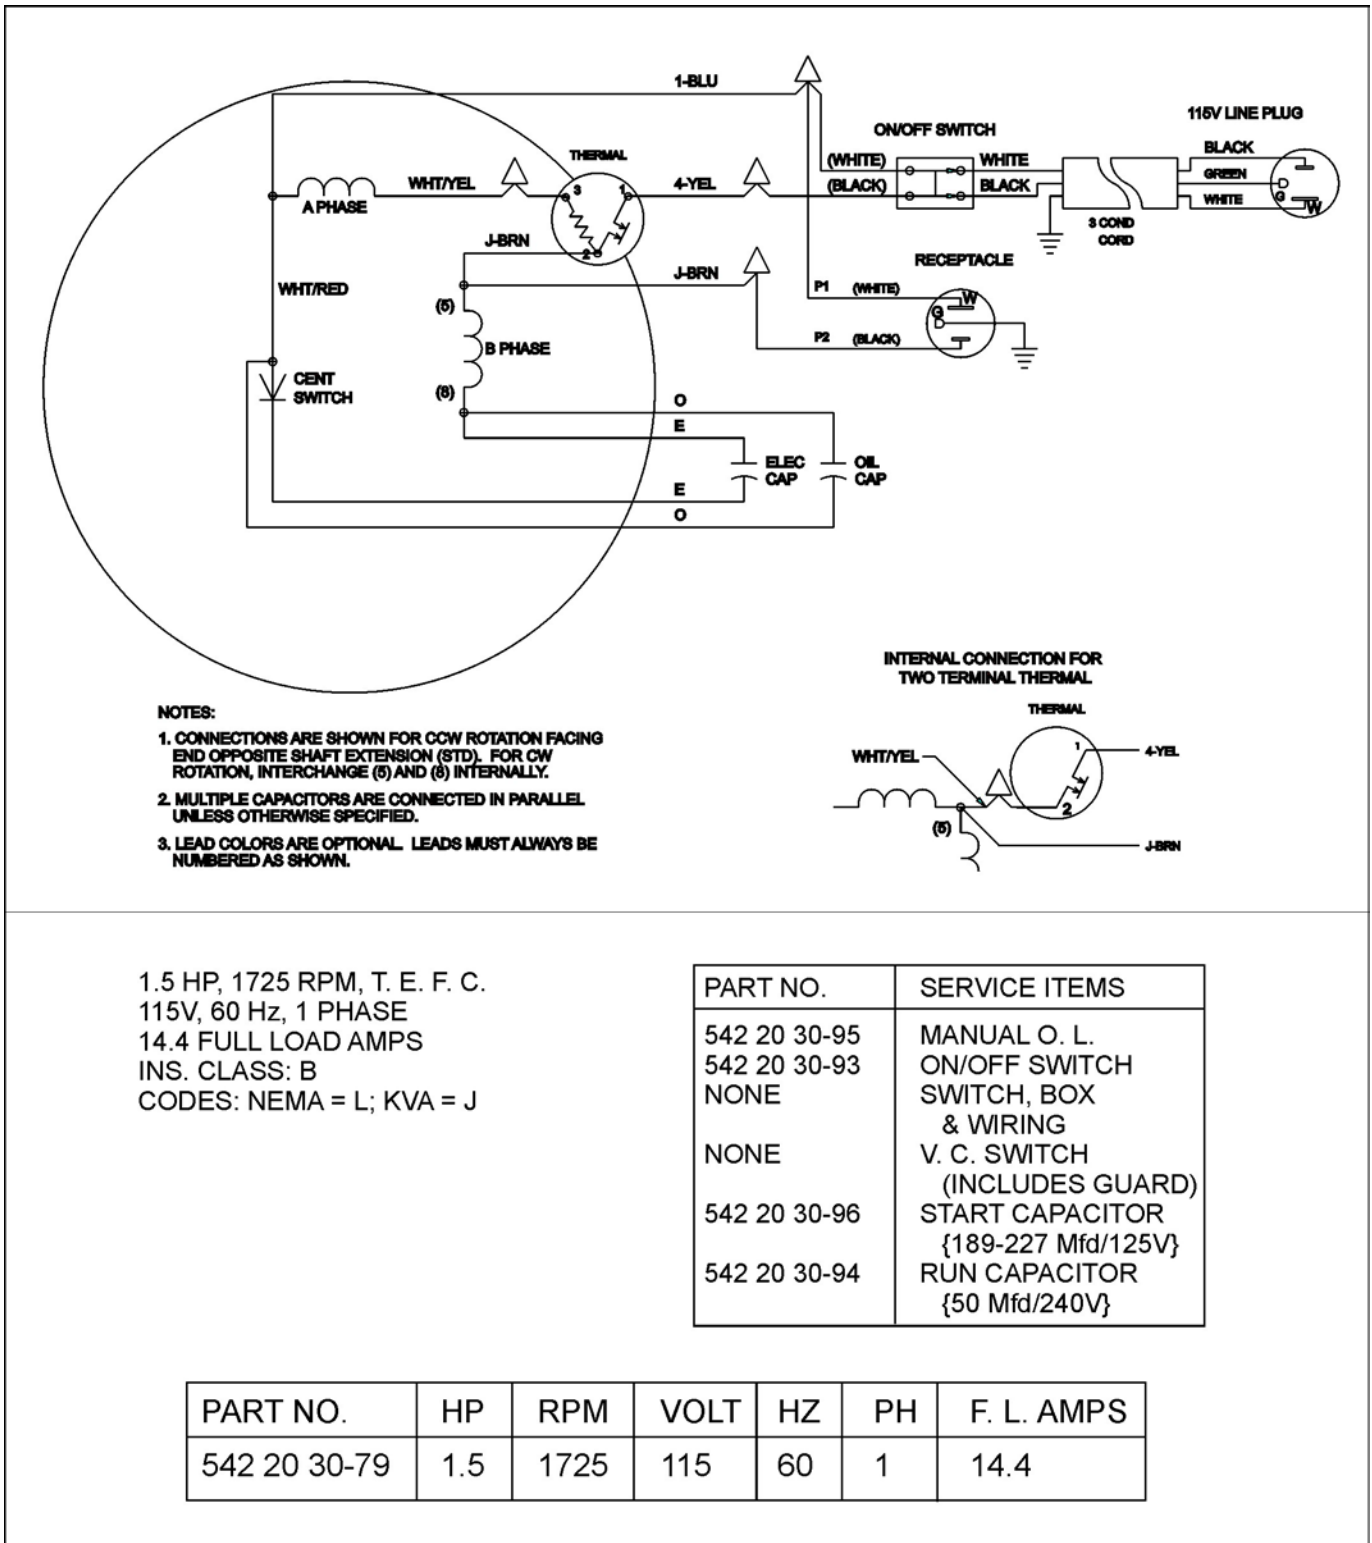 1-BLU
115V LINE PLUG
ON/OFF SWITCH
BLACK
GREEN
WHITE
G
W
THERMAL
3
1
2
(WHITE)
WHITE
(BLACK)
BLACK
WHT/YEL
4-YEL
A PHASE
3 COND
CORD
J-BRN
J-BRN
RECEPTACLE
P1 (WHITE)
W
G
P2 (BLACK)
WHT/RED
(5)
B PHASE
(8)
CENT
SWITCH
O
E
ELEC
CAP
OIL
CAP
E
O
INTERNAL CONNECTION FOR
TWO TERMINAL THERMAL
THERMAL
1
4-YEL
WHT/YEL
2
(5)
J-BRN
NOTES:
1. CONNECTIONS ARE SHOWN FOR CCW ROTATION FACING
END OPPOSITE SHAFT EXTENSION (STD). FOR CW
ROTATION, INTERCHANGE (5) AND (8) INTERNALLY.
2. MULTIPLE CAPACITORS ARE CONNECTED IN PARALLEL
UNLESS OTHERWISE SPECIFIED.
3. LEAD COLORS ARE OPTIONAL. LEADS MUST ALWAYS BE
NUMBERED AS SHOWN.
1.5 HP, 1725 RPM, T. E. F. C.
115V, 60 Hz, 1 PHASE
14.4 FULL LOAD AMPS
INS. CLASS: B
CODES: NEMA = L; KVA = J
PART NO. SERVICE ITEMS
542 20 30-95 MANUAL O. L.
542 20 30-93 ON/OFF SWITCH
NONE SWITCH, BOX
& WIRING
NONE V. C. SWITCH
(INCLUDES GUARD)
542 20 30-96 START CAPACITOR
{189-227 Mfd/125V}
542 20 30-94 RUN CAPACITOR
{50 Mfd/240V}
PART NO. HP RPM VOLT HZ PH F. L. AMPS
542 20 30-79 1.5 1725 115 60 1 14.4